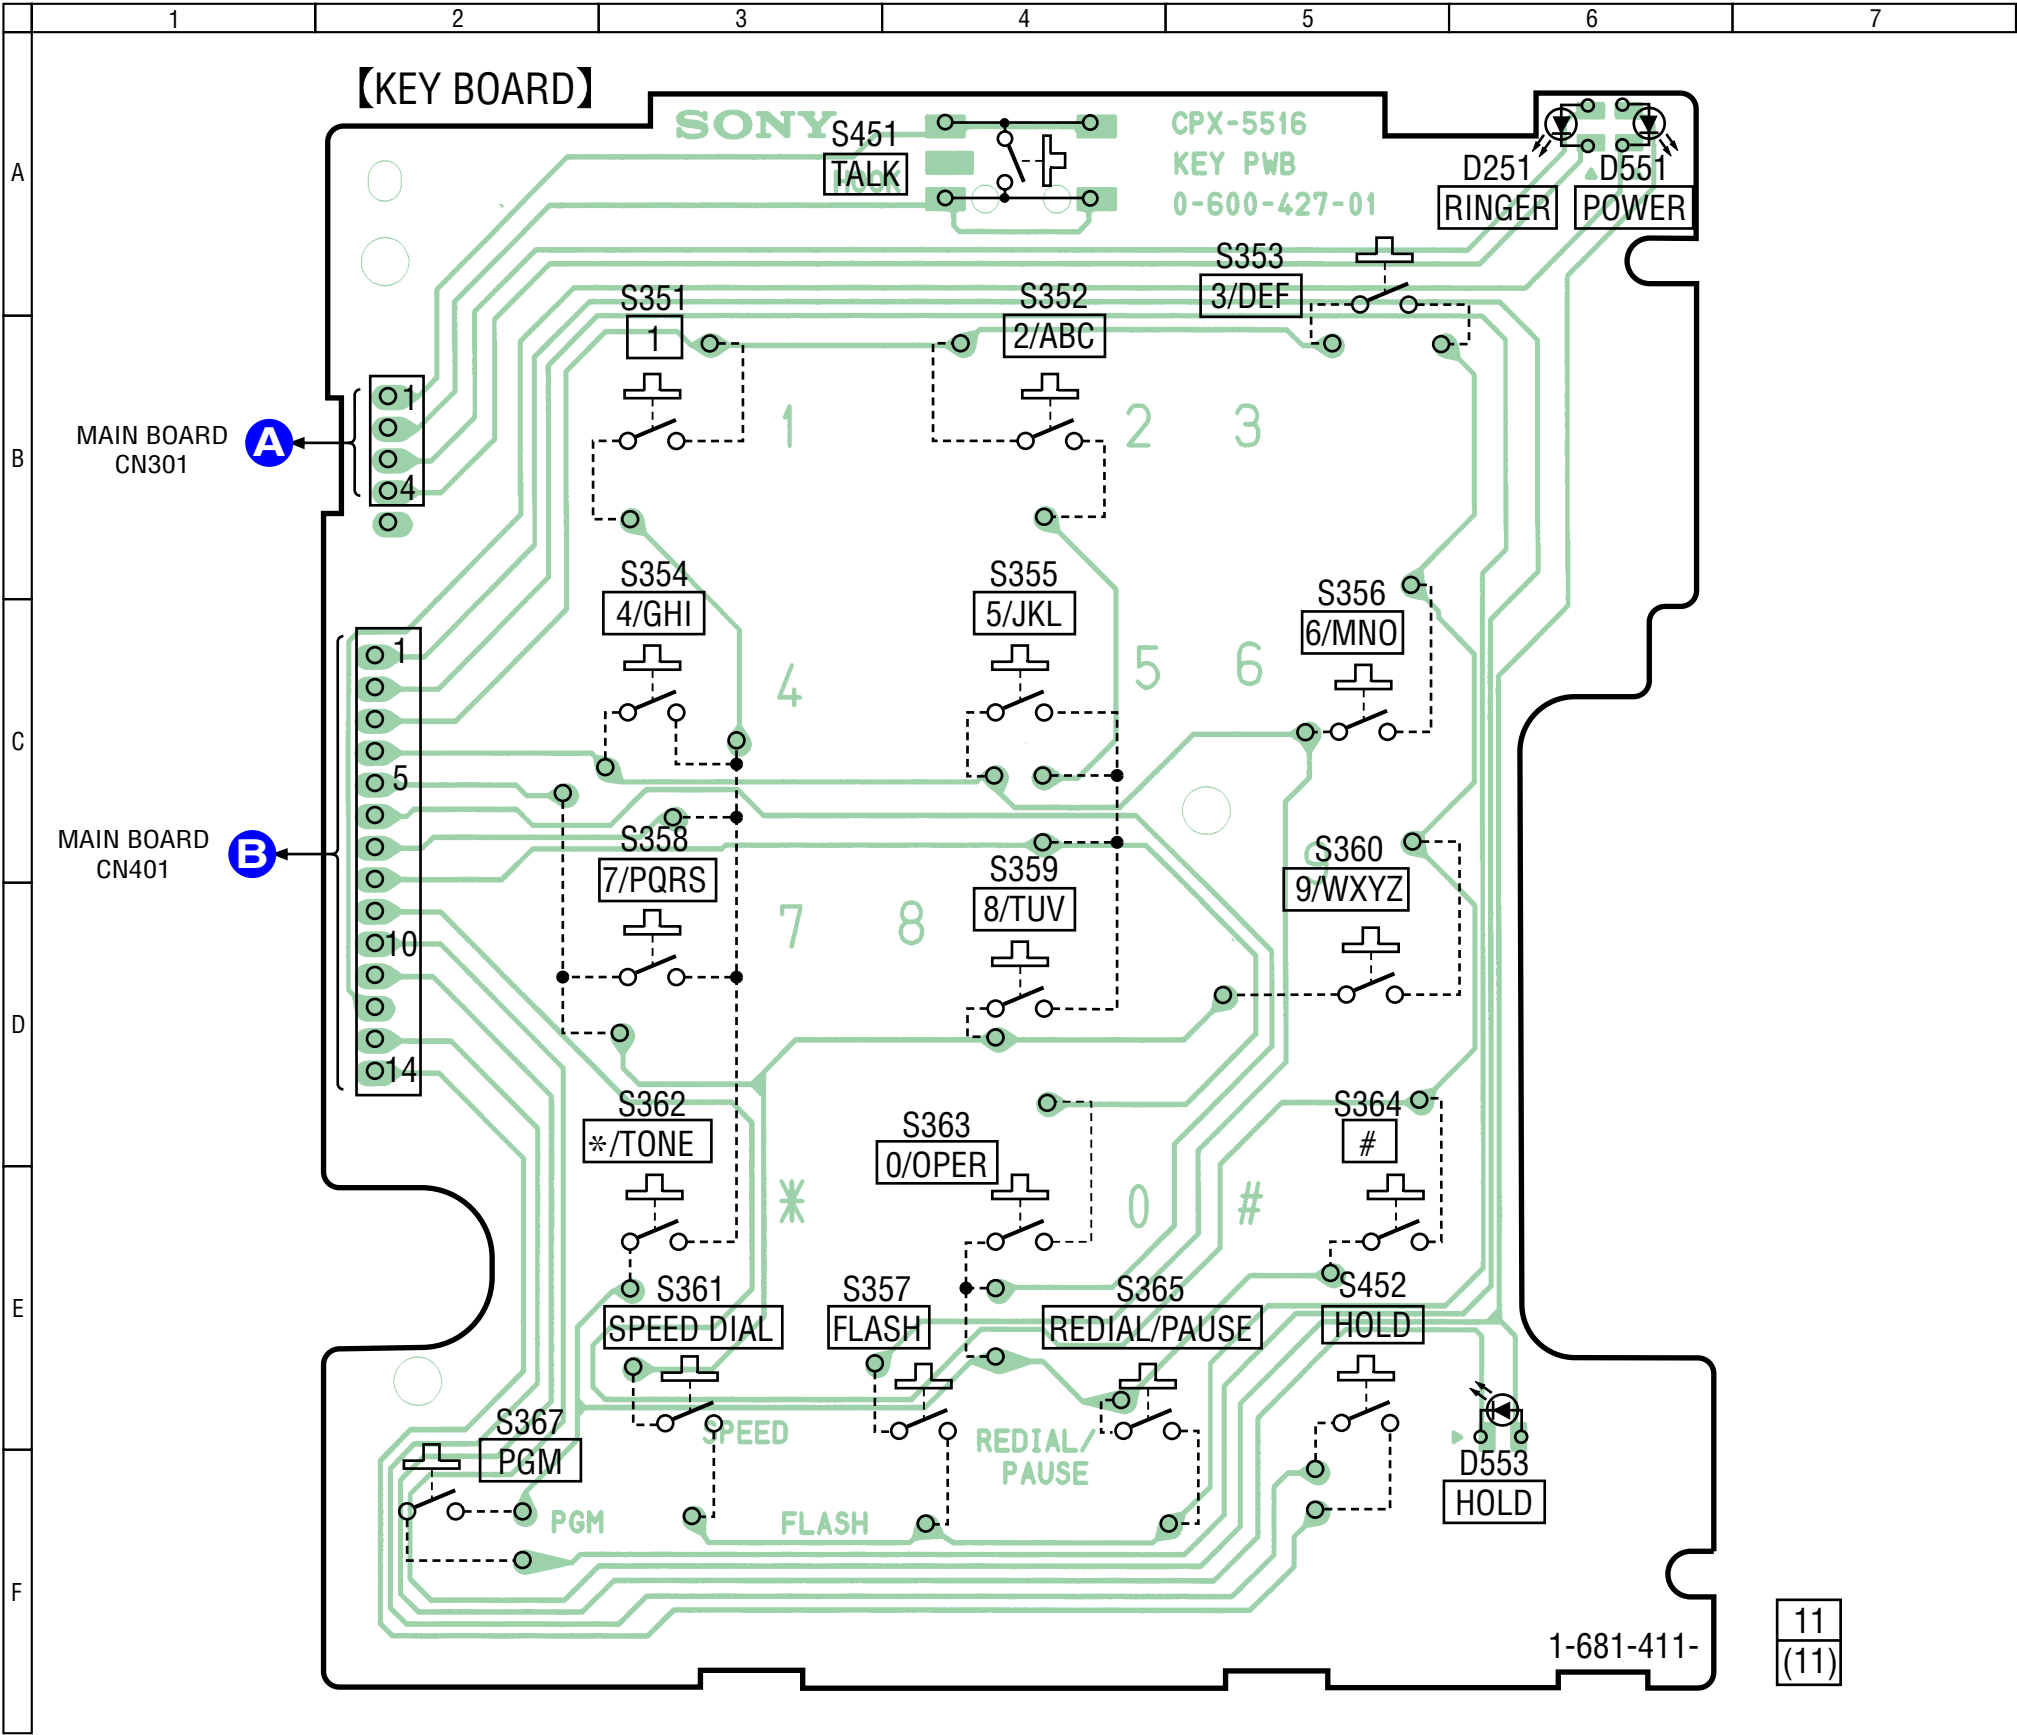 1 2 3 4 5 6 7
A
B
C
D
E
F
【KEY BOARD】
SONY
CPX-5516
KEY PWB
0-600-427-01
S451
TALK
D251
RINGER
D551
POWER
S351
1
S352
2/ABC
S353
3/DEF
1
4
MAIN BOARD
CN301
A
1 2 3
S354
4/GHI
S355
5/JKL
S356
6/MNO
4 5 6
1
5
10
14
MAIN BOARD
CN401
B
S358
7/PQRS
S359
8/TUV
S360
9/WXYZ
7 8 9
S362
*/TONE
S363
0/OPER
S364
#
* 0 #
S361
SPEED DIAL
S357
FLASH
S365
REDIAL/PAUSE
S452
HOLD
S367
PGM
SPEED
REDIAL/
PAUSE
D553
HOLD
PGM
FLASH
1-681-411-
11
(11)